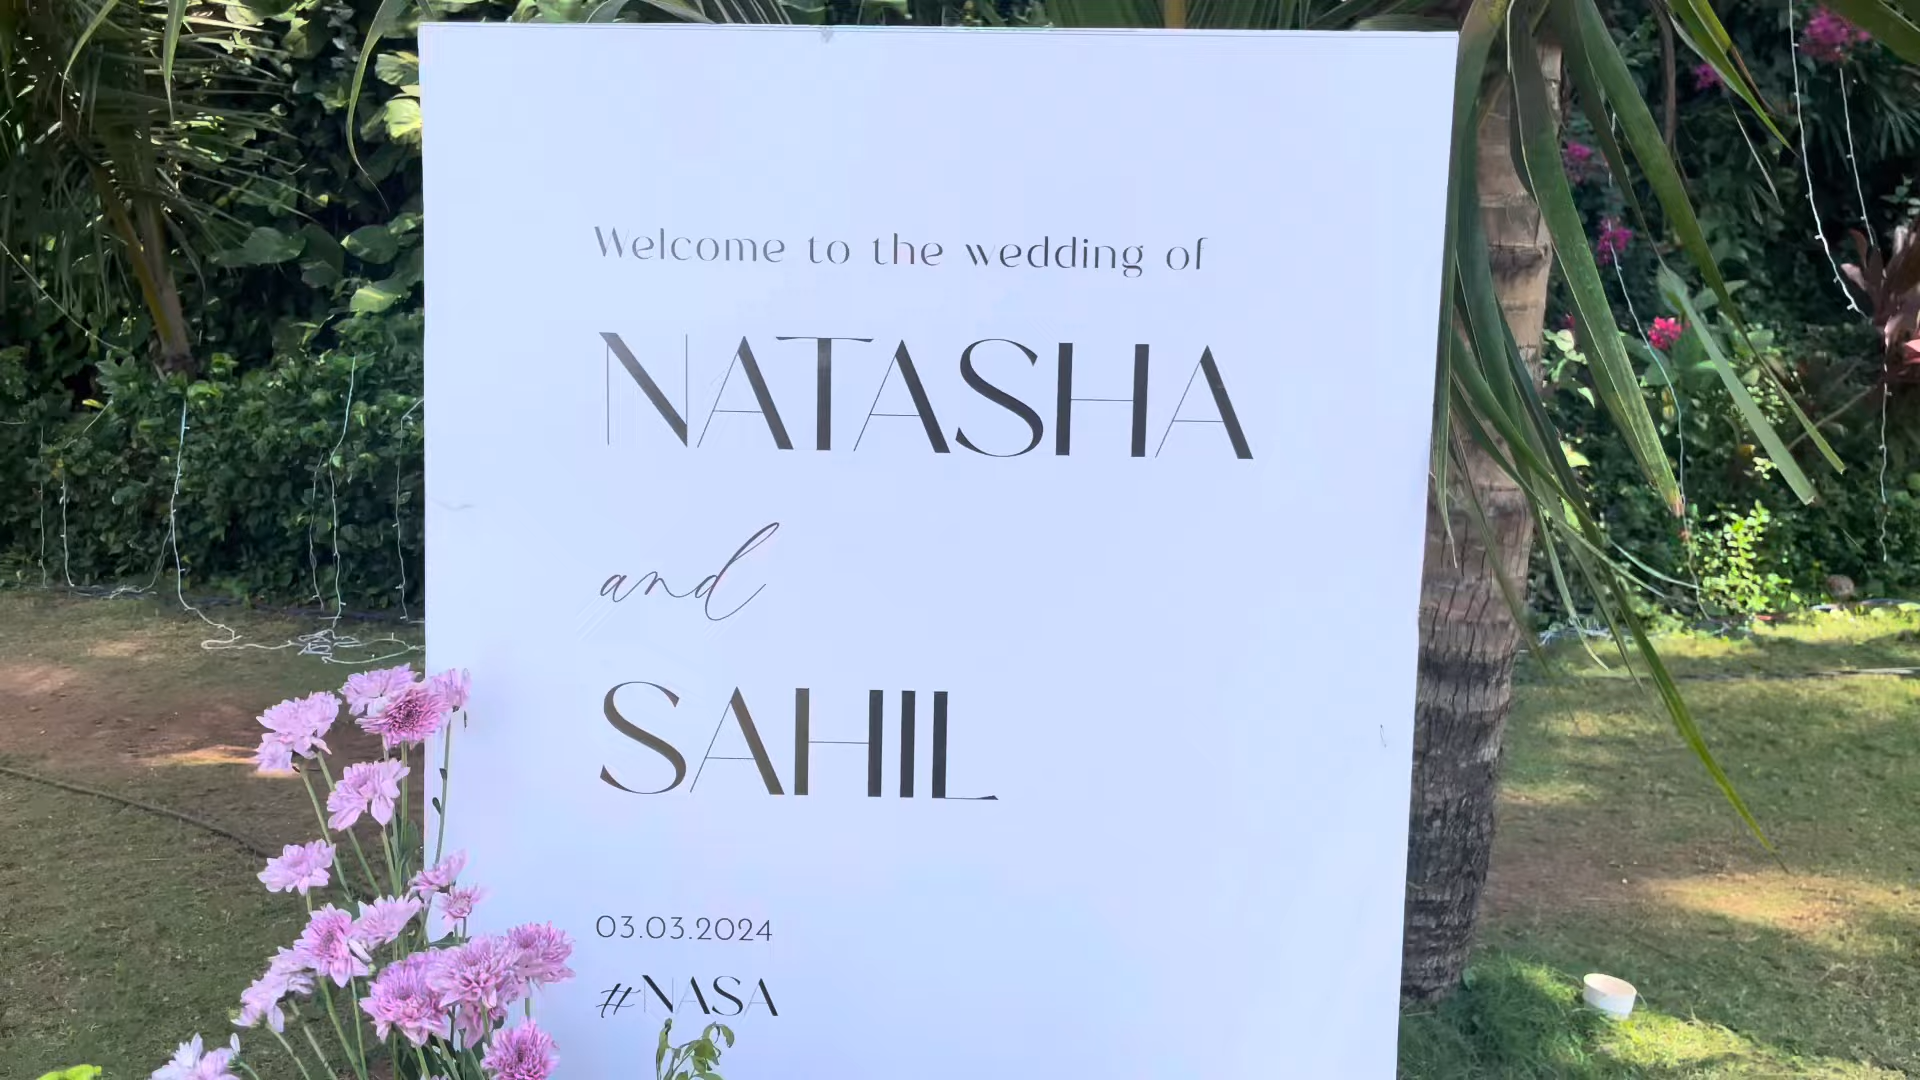 Welcome to the wedding of
NATASHA
and
SAHIL
03.03.2024
#NASA